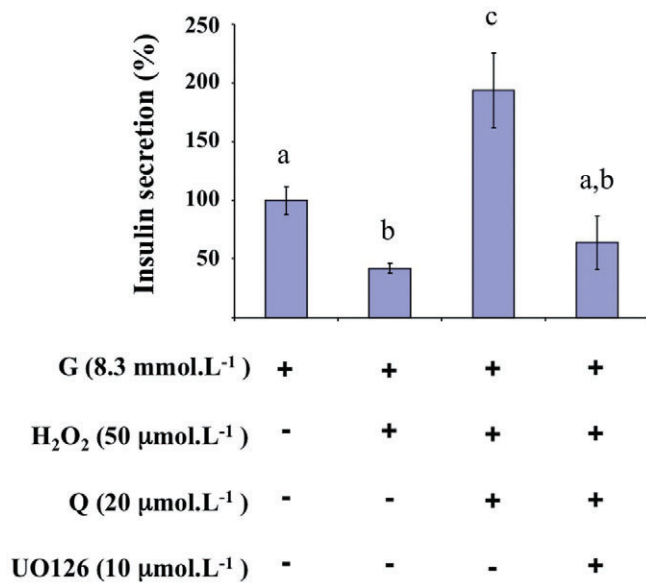 250
c
200
150
a
a,b
100
b
50
Insulin secretion (%)
G (8.3 mmol.L⁻¹ ) + + + +
H₂O₂ (50 μmol.L⁻¹ ) - + + +
Q (20 μmol.L⁻¹ ) - - + +
UO126 (10 μmol.L⁻¹ ) - - - +